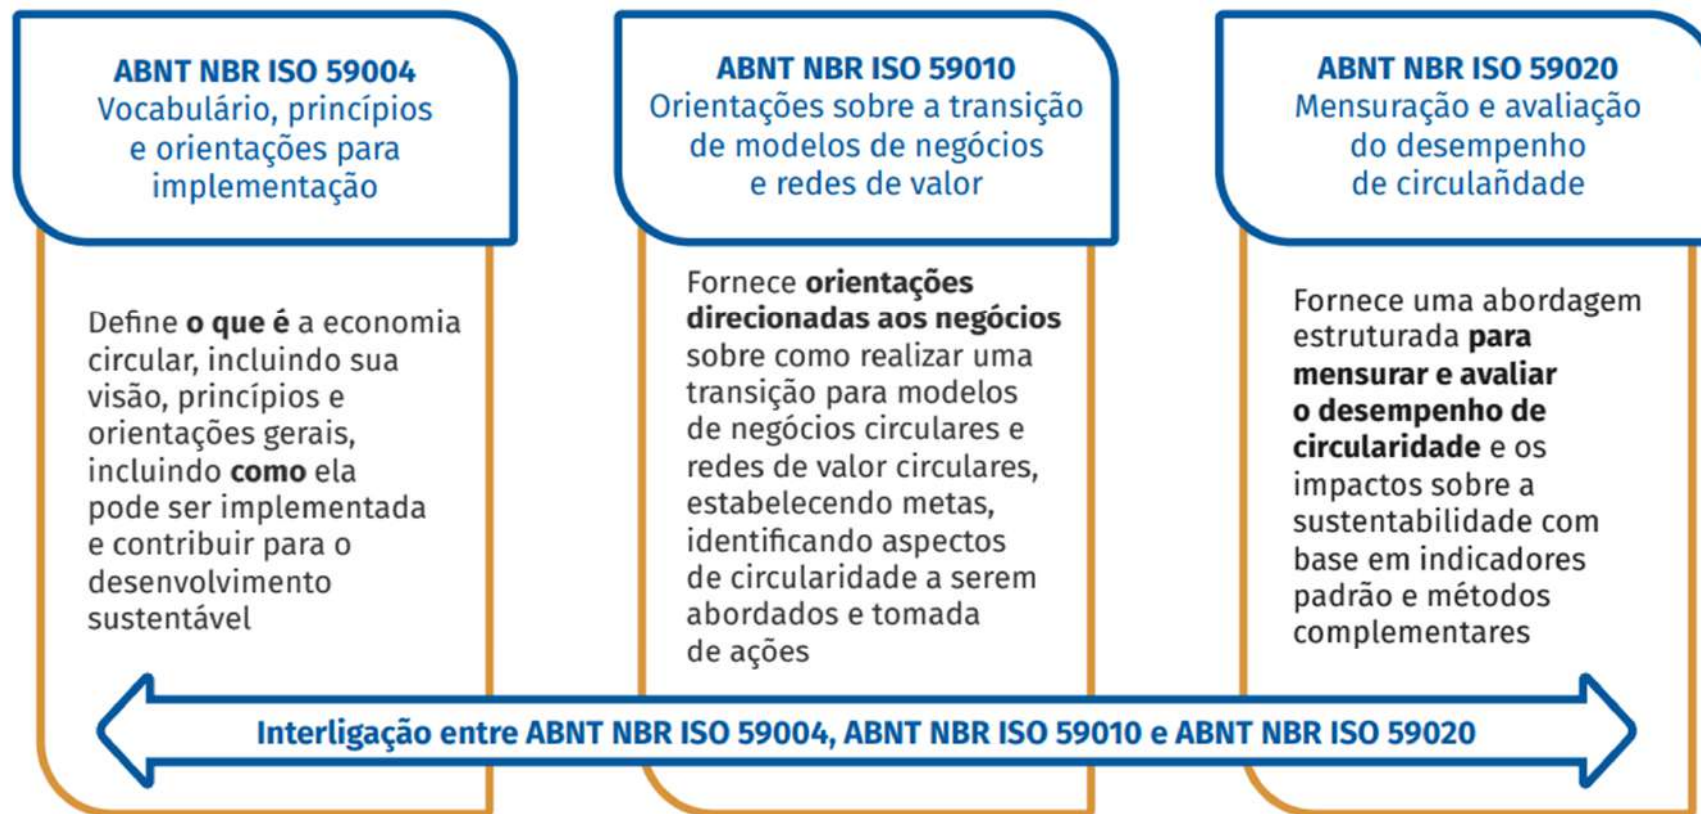 ABNT NBR ISO 59004
Vocabulário, princípios
e orientações para
implementação
Define o que é a economia
circular, incluindo sua
visão, princípios e
orientações gerais,
incluindo como ela
pode ser implementada
e contribuir para o
desenvolvimento
sustentável
ABNT NBR ISO 59010
Orientações sobre a transição
de modelos de negócios
e redes de valor
Fornece orientações
direcionadas aos negócios
sobre como realizar uma
transição para modelos
de negócios circulares e
redes de valor circulares,
estabelecendo metas,
identificando aspectos
de circularidade a serem
abordados e tomada
de ações
ABNT NBR ISO 59020
Mensuração e avaliação
do desempenho
de circulañdade
Fornece uma abordagem
estruturada para
mensurar e avaliar
o desempenho de
circularidade e os
impactos sobre a
sustentabilidade com
base em indicadores
padrão e métodos
complementares
Interligação entre ABNT NBR ISO 59004, ABNT NBR ISO 59010 e ABNT NBR ISO 59020